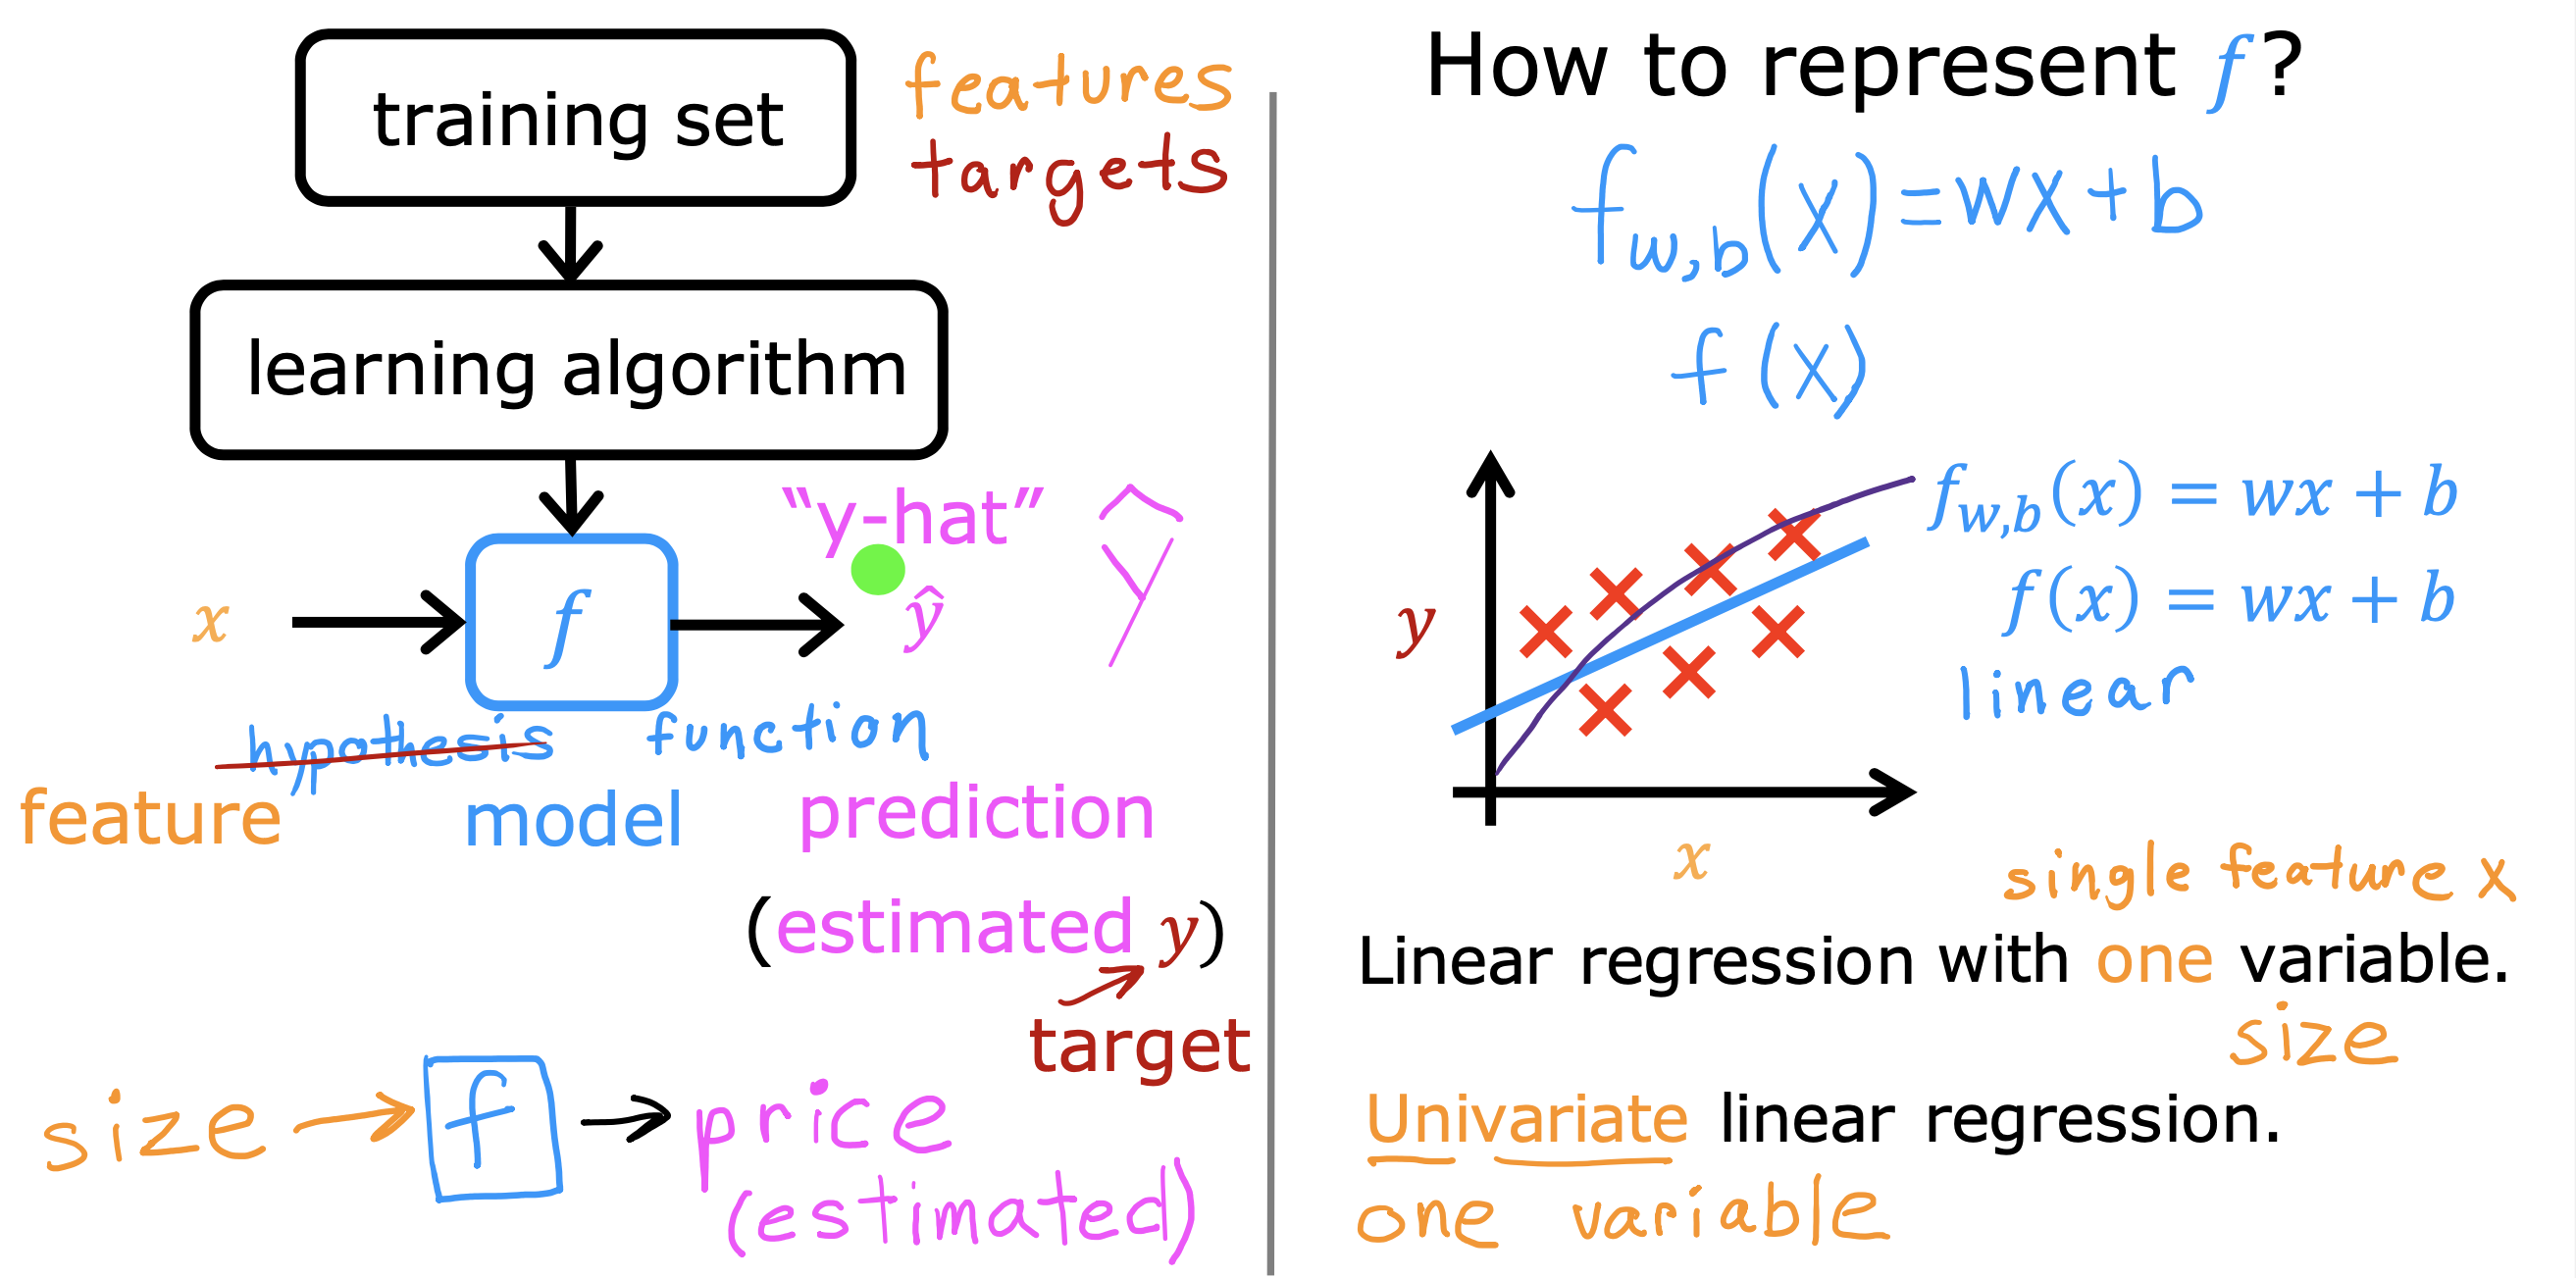 training set
features
targets
learning algorithm
"y-hat"
x
f
ŷ
ŷ
hypothesis
function
feature
model
prediction
(estimated y)
target
size → f → price
(estimated)
How to represent f?
f_{w,b}(x) = wx + b
f(x)
f_{w,b}(x) = wx + b
f(x) = wx + b
linear
y
x
single feature x
Linear regression with one variable.
size
Univariate linear regression.
one variable